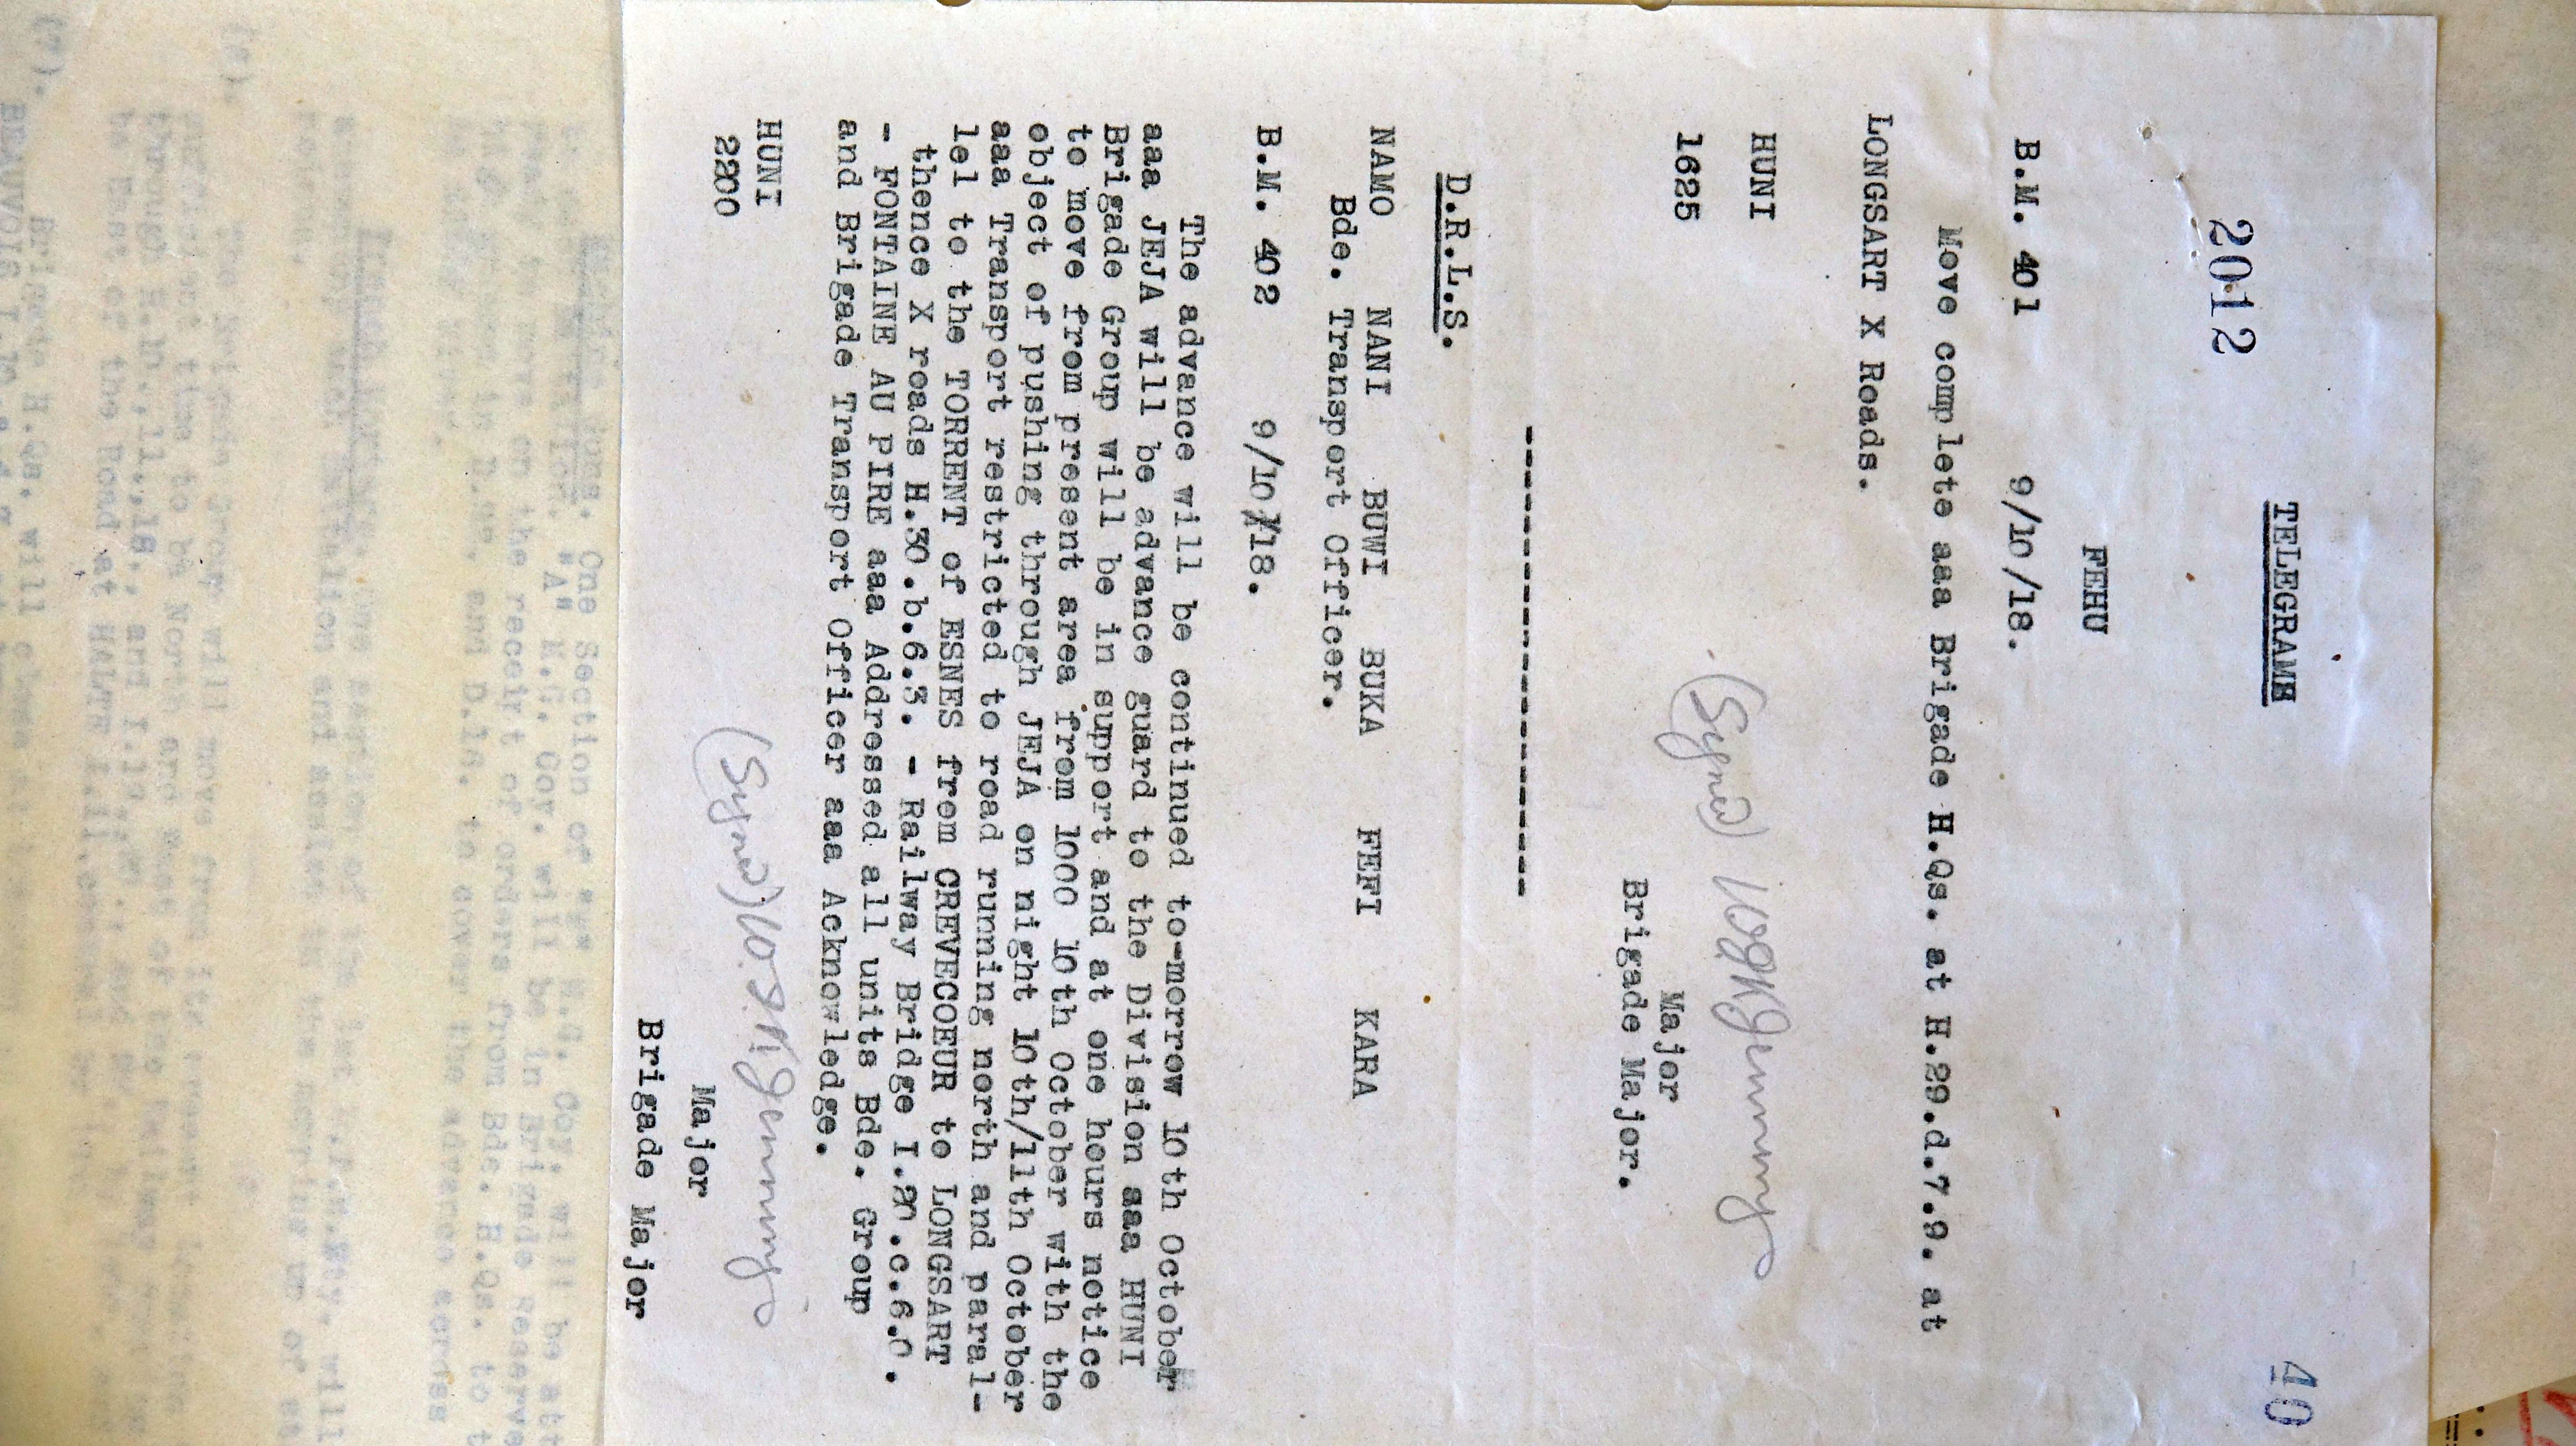 40
TELEGRAME
2012
FEHU
B.M. 401 9/10/18.
Move complete aaa Brigade H.Qs. at H.29.d.7.9. at
LONGSART X Roads.
HUNI
1625
(Signed)
Major
Brigade Major.
--------------------
D.R.L.S.
NAMO NANI BUWI BUKA FEFI KARA
Bde. Transport Officer.
B.M. 402 9/10/18.
The advance will be continued to-morrow 10th October
aaa JEJA will be advance guard to the Division aaa HUNI
Brigade Group will be in support and at one hours notice
to move from present area from 1000 10th October with the
object of pushing through JEJA on night 10th/11th October
aaa Transport restricted to road running north and paral-
lel to the TORRENT of ESNES from CREVECOEUR to LONGSART
thence X roads H.30.b.6.3. - Railway Bridge I.20.c.6.0.
- FONTAINE AU PIRE aaa Addressed all units Bde. Group
and Brigade Transport Officer aaa Acknowledge.
HUNI
2200
(Signed)
Major
Brigade Major